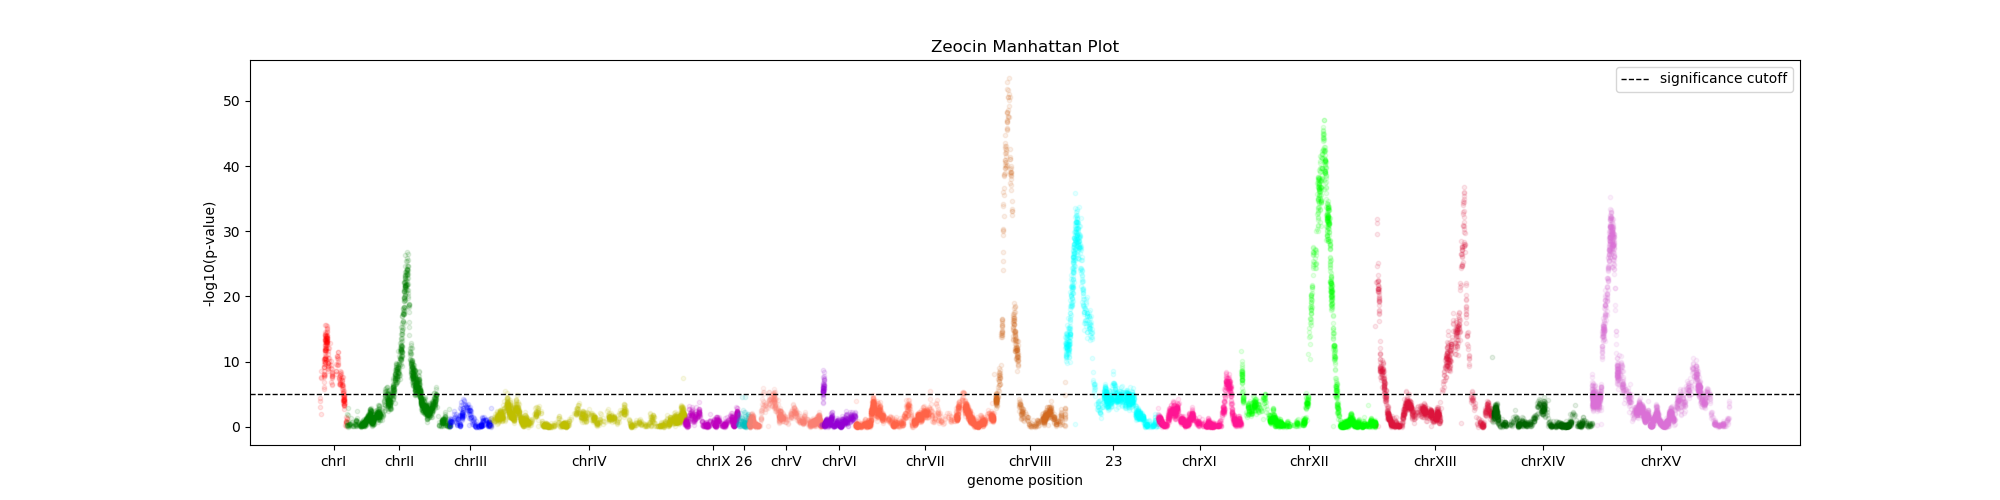 Zeocin Manhattan Plot
significance cutoff
-log10(p-value)
50
40
30
20
10
0
chrI chrII chrIII chrIV chrIX 26 chrV chrVI chrVII chrVIII 23 chrXI chrXII chrXIII chrXIV chrXV
genome position